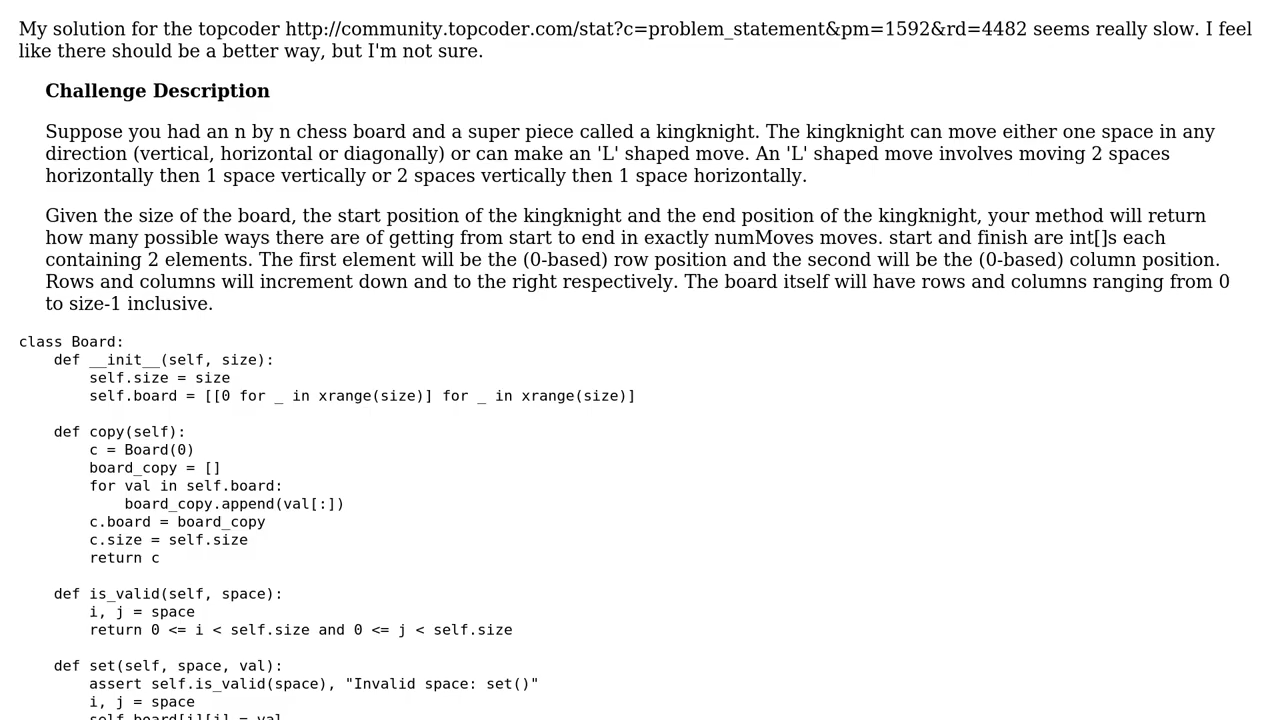 My solution for the topcoder http://community.topcoder.com/stat?c=problem_statement&pm=1592&rd=4482 seems really slow. I feel
like there should be a better way, but I'm not sure.
Challenge Description
Suppose you had an n by n chess board and a super piece called a kingknight. The kingknight can move either one space in any
direction (vertical, horizontal or diagonally) or can make an 'L' shaped move. An 'L' shaped move involves moving 2 spaces
horizontally then 1 space vertically or 2 spaces vertically then 1 space horizontally.
Given the size of the board, the start position of the kingknight and the end position of the kingknight, your method will return
how many possible ways there are of getting from start to end in exactly numMoves moves. start and finish are int[]s each
containing 2 elements. The first element will be the (0-based) row position and the second will be the (0-based) column position.
Rows and columns will increment down and to the right respectively. The board itself will have rows and columns ranging from 0
to size-1 inclusive.
class Board:
    def __init__(self, size):
        self.size = size
        self.board = [[0 for _ in xrange(size)] for _ in xrange(size)]
    def copy(self):
        c = Board(0)
        board_copy = []
        for val in self.board:
            board_copy.append(val[:])
        c.board = board_copy
        c.size = self.size
        return c
    def is_valid(self, space):
        i, j = space
        return 0 <= i < self.size and 0 <= j < self.size
    def set(self, space, val):
        assert self.is_valid(space), "Invalid space: set()"
        i, j = space
        self.board[i][j] = val